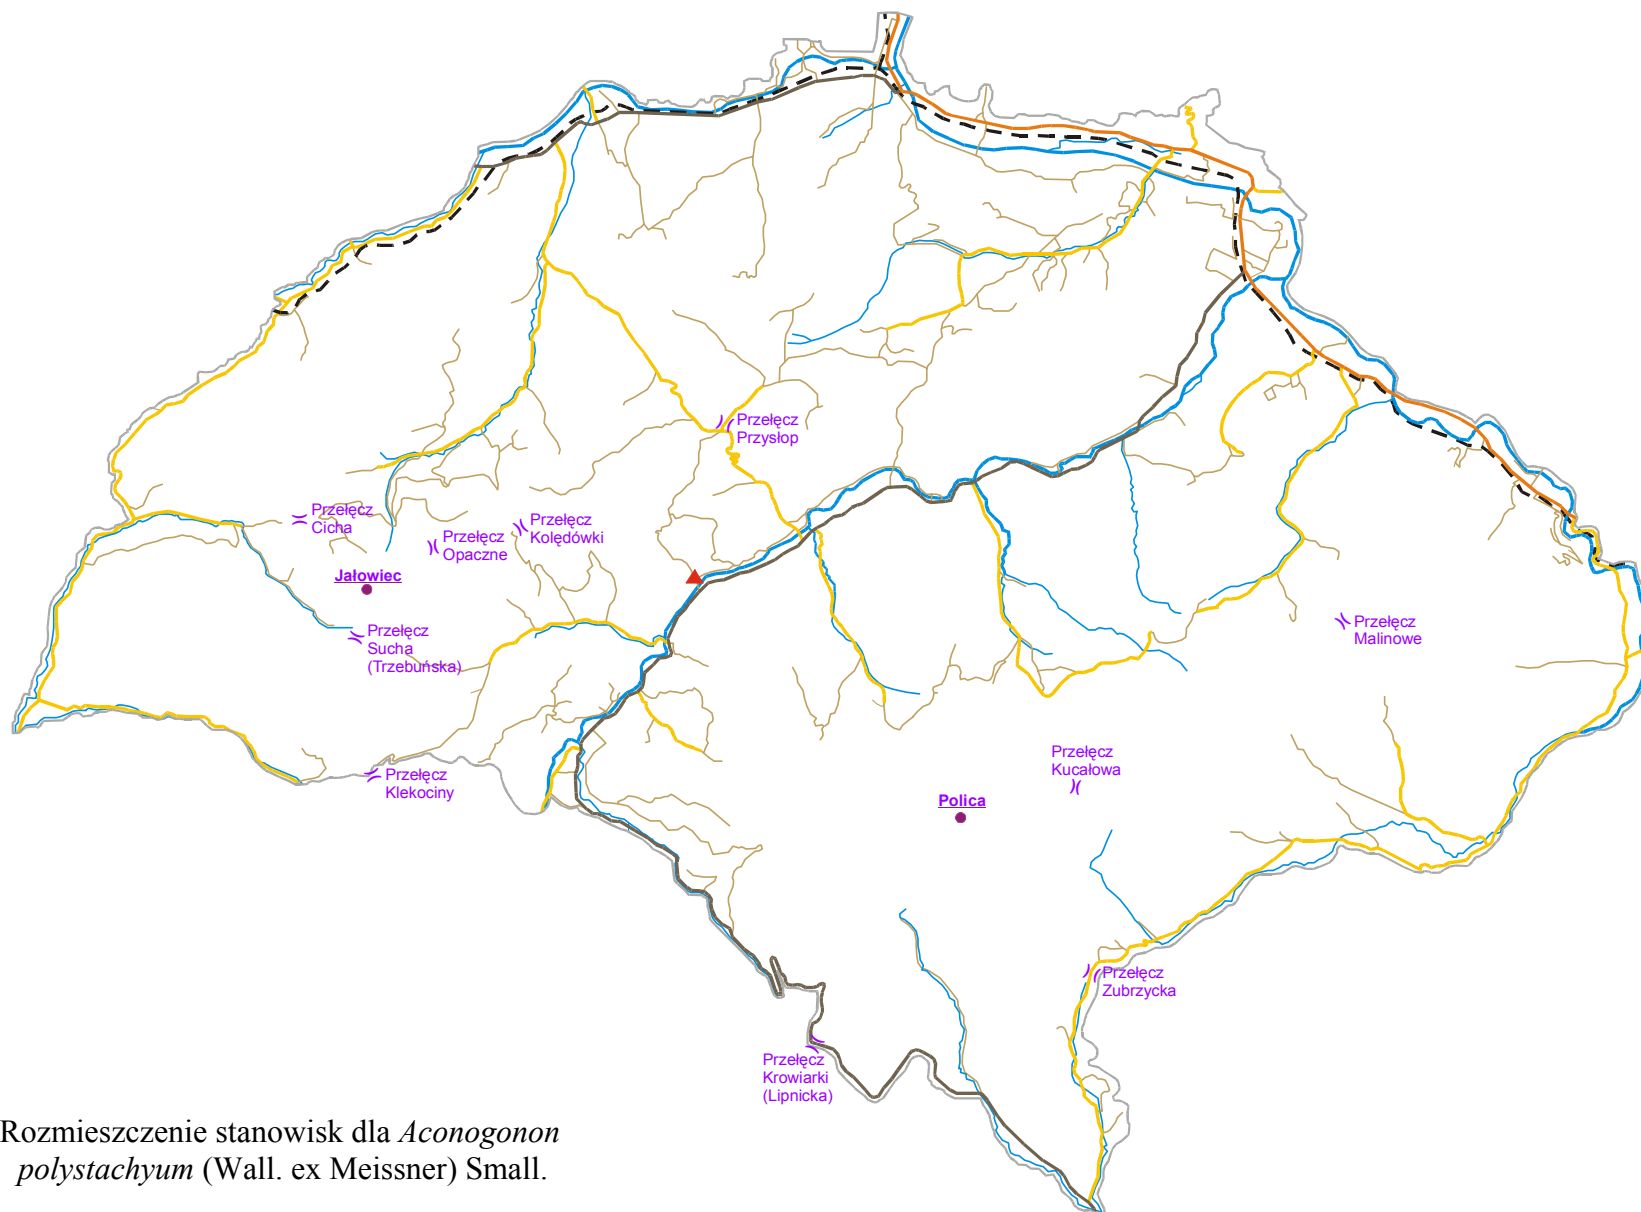 Przełęcz
Przysłop
Przełęcz
Cicha
Przełęcz
Kolędówki
Przełęcz
Opaczne
Jałowiec
Przełęcz
Sucha
(Trzebuńska)
Przełęcz
Malinowe
Przełęcz
Klekociny
Przełęcz
Kucałowa
Polica
Przełęcz
Zubrzycka
Przełęcz
Krowiarki
(Lipnicka)
Rozmieszczenie stanowisk dla Aconogonon
polystachyum (Wall. ex Meissner) Small.